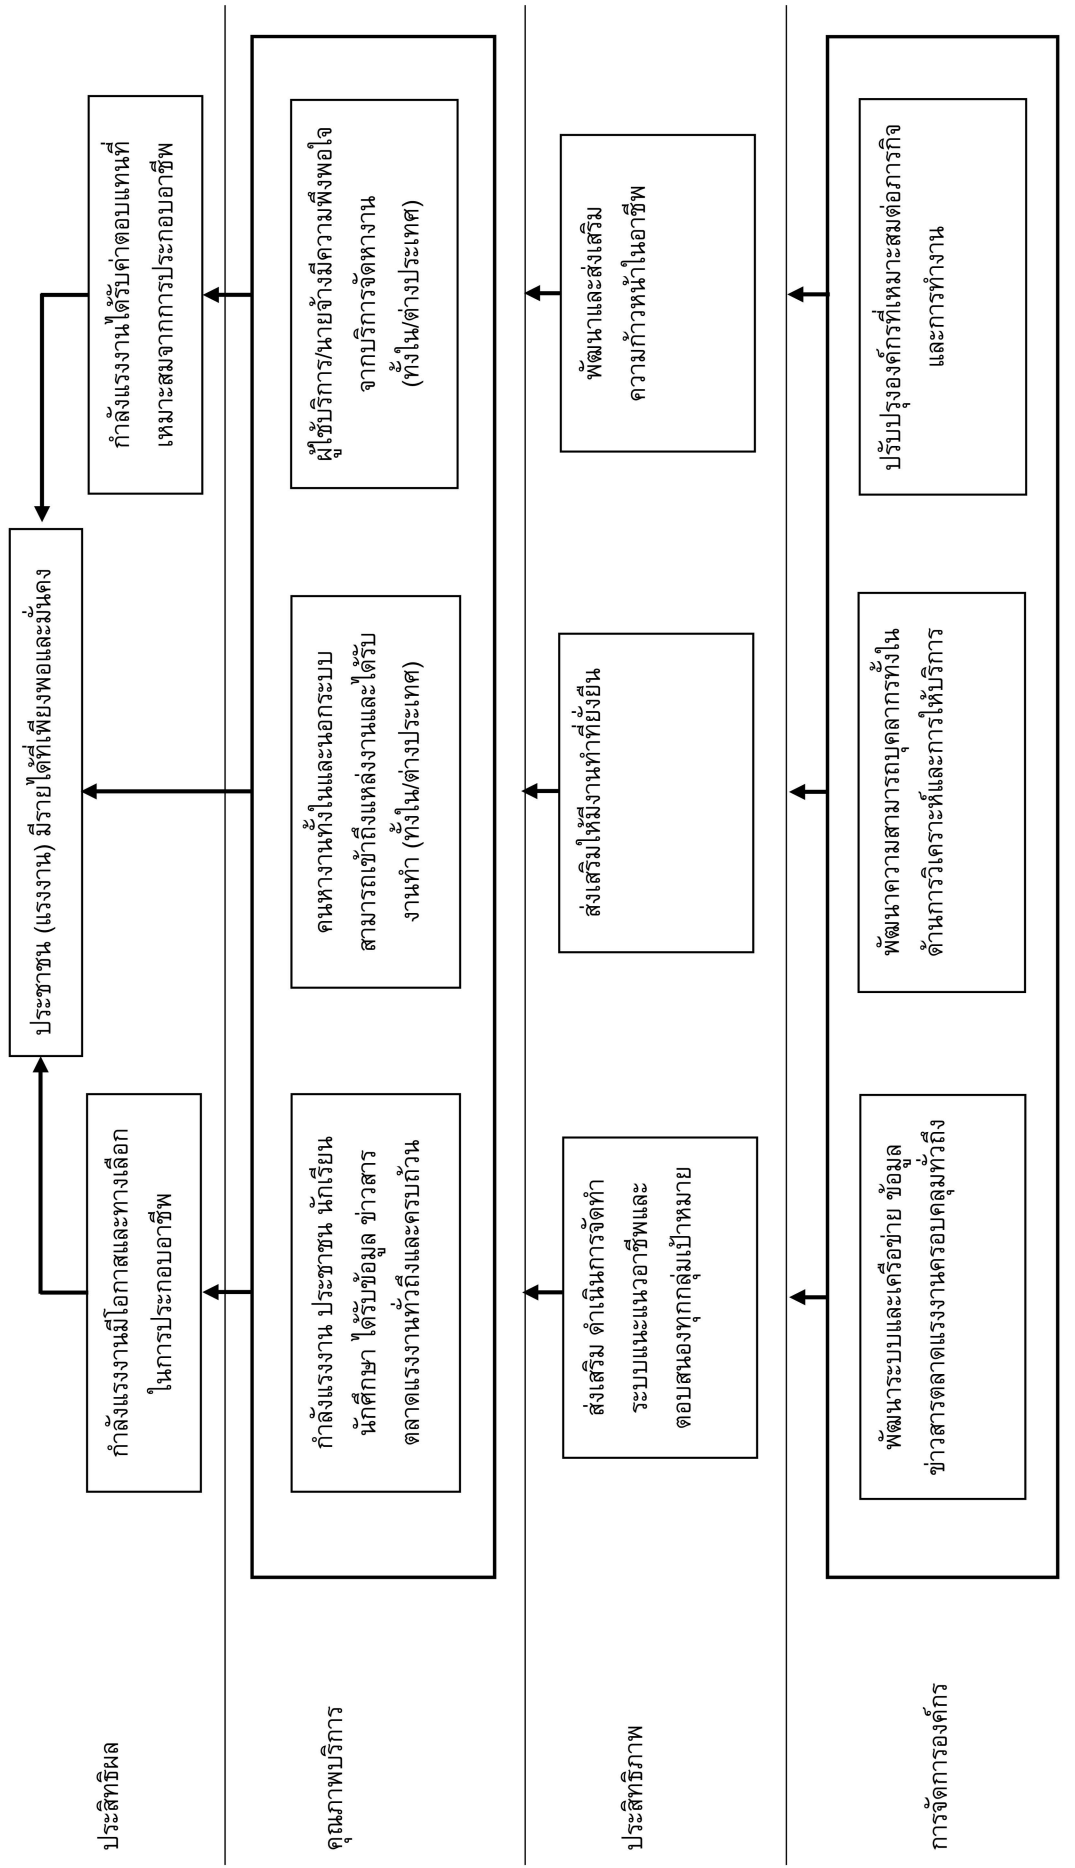 ประสิทธิผล
ประชาชน (แรงงาน) มีรายได้ที่เพียงพอและมั่นคง
กำลังแรงงานมีโอกาสและทางเลือก
ในการประกอบอาชีพ
กำลังแรงงานได้รับค่าตอบแทนที่
เหมาะสมจากการประกอบอาชีพ
คุณภาพบริการ
กำลังแรงงาน ประชาชน นักเรียน
นักศึกษา ได้รับข้อมูล ข่าวสาร
ตลาดแรงงานทั่วถึงและครบถ้วน
คนหางานทั้งในและนอกระบบ
สามารถเข้าถึงแหล่งงานและได้รับ
งานทำ (ทั้งใน/ต่างประเทศ)
ผู้ใช้บริการ/นายจ้างมีความพึงพอใจ
จากบริการจัดหางาน
(ทั้งใน/ต่างประเทศ)
ประสิทธิภาพ
ส่งเสริม ดำเนินการจัดทำ
ระบบแนะแนวอาชีพและ
ตอบสนองทุกกลุ่มเป้าหมาย
ส่งเสริมให้มีงานทำที่ยั่งยืน
พัฒนาและส่งเสริม
ความก้าวหน้าในอาชีพ
การจัดการองค์กร
พัฒนาระบบและเครือข่าย ข้อมูล
ข่าวสารตลาดแรงงานครอบคลุมทั่วถึง
พัฒนาความสามารถบุคลากรทั้งใน
ด้านการวิเคราะห์และการให้บริการ
ปรับปรุงองค์กรที่เหมาะสมต่อภารกิจ
และการทำงาน